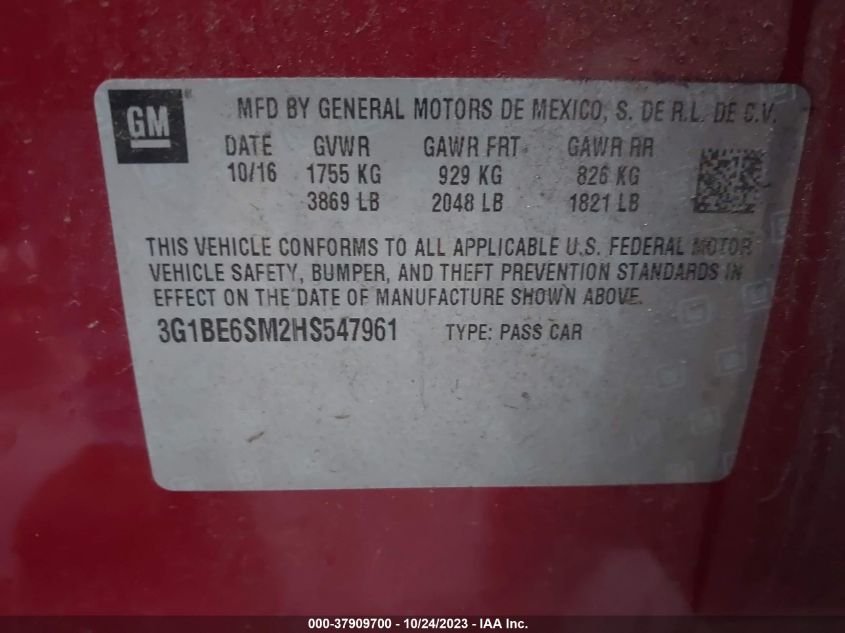 GM
MFD BY GENERAL MOTORS DE MEXICO, S. DE R.L. DE C.V.
DATE GVWR GAWR FRT GAWR RR
10/16 1755 KG 929 KG 826 KG
3869 LB 2048 LB 1821 LB
THIS VEHICLE CONFORMS TO ALL APPLICABLE U.S. FEDERAL MOTOR
VEHICLE SAFETY, BUMPER, AND THEFT PREVENTION STANDARDS IN
EFFECT ON THE DATE OF MANUFACTURE SHOWN ABOVE.
3G1BE6SM2HS547961 TYPE: PASS CAR
000-37909700 - 10/24/2023 - IAA Inc.